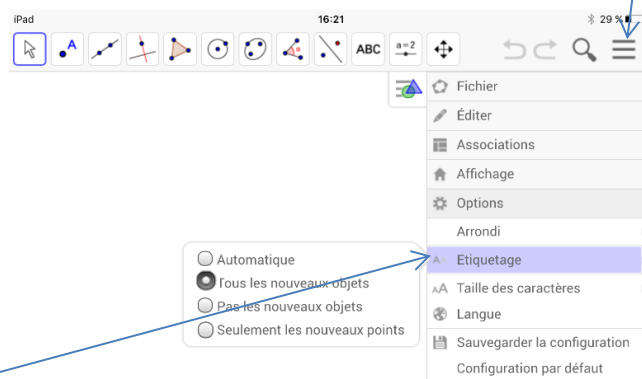 iPad 16:21 29 %
A ABC a=2
Fichier
Éditer
Associations
Affichage
Options
Arrondi
Etiquetage
AA Taille des caractères
Langue
Sauvegarder la configuration
Configuration par défaut
Automatique
Tous les nouveaux objets
Pas les nouveaux objets
Seulement les nouveaux points